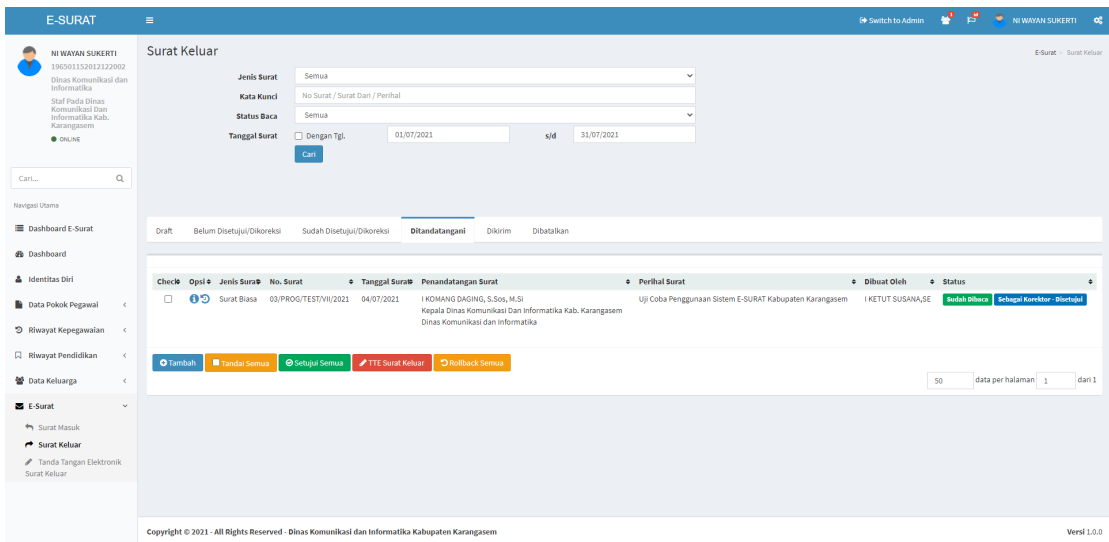 E-SURAT
Switch to Admin
NI WAYAN SUKERTI
NI WAYAN SUKERTI
196501152012122002
Dinas Komunikasi dan
Informatika
Staf Pada Dinas
Komunikasi Dan
Informatika Kab.
Karangasem
ONLINE
Cari...
Navigasi Utama
Dashboard E-Surat
Dashboard
Identitas Diri
Data Pokok Pegawai
Riwayat Kepegawaian
Riwayat Pendidikan
Data Keluarga
E-Surat
Surat Masuk
Surat Keluar
Tanda Tangan Elektronik
Surat Keluar
Surat Keluar
E-Surat > Surat Keluar
Jenis Surat Semua
Kata Kunci No Surat / Surat Dari / Perihal
Status Baca Semua
Tanggal Surat Dengan Tgl. 01/07/2021 s/d 31/07/2021
Cari
Draft Belum Disetujui/Dikoreksi Sudah Disetujui/Dikoreksi Ditandatangani Dikirim Dibatalkan
Check Opsi Jenis Surat No. Surat Tanggal Surat Penandatangan Surat Perihal Surat Dibuat Oleh Status
Surat Biasa 03/PROG/TEST/VII/2021 04/07/2021 I KOMANG DAGING, S.Sos, M.Si Uji Coba Penggunaan Sistem E-SURAT Kabupaten Karangasem I KETUT SUSANA,SE Sudah Dibaca Sebagai Korektor - Disetujui
Kepala Dinas Komunikasi Dan Informatika Kab. Karangasem
Dinas Komunikasi dan Informatika
Tambah Tandai Semua Setujui Semua TTE Surat Keluar Rollback Semua
50 data per halaman 1 dari 1
Copyright © 2021 - All Rights Reserved - Dinas Komunikasi dan Informatika Kabupaten Karangasem
Versi 1.0.0